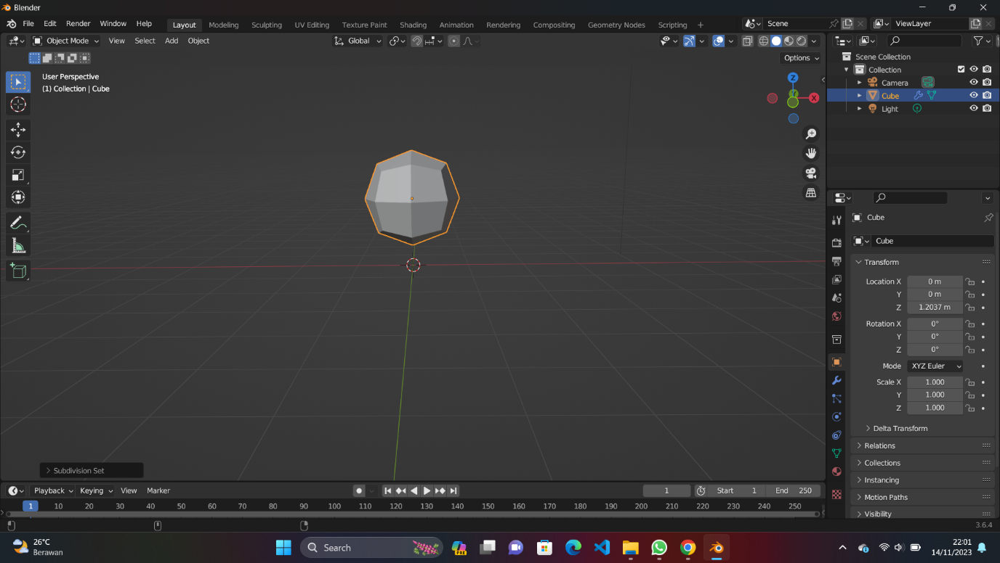 Blender
File Edit Render Window Help
Layout Modeling Sculpting UV Editing Texture Paint Shading Animation Rendering Compositing Geometry Nodes Scripting +
Scene
ViewLayer
Object Mode View Select Add Object
Global
Options
User Perspective
(1) Collection | Cube
Z
Y
X
Scene Collection
Collection
Camera
Cube
Light
Cube
Cube
Transform
Location X 0 m
Y 0 m
Z 1.2037 m
Rotation X 0°
Y 0°
Z 0°
Mode XYZ Euler
Scale X 1.000
Y 1.000
Z 1.000
Delta Transform
Relations
Collections
Instancing
Motion Paths
Visibility
Subdivision Set
Playback Keying View Marker
1 Start 1 End 250
1 10 20 30 40 50 60 70 80 90 100 110 120 130 140 150 160 170 180 190 200 210 220 230 240 250
3.6.4
26°C
Berawan
Search
PRE
22:01
14/11/2023